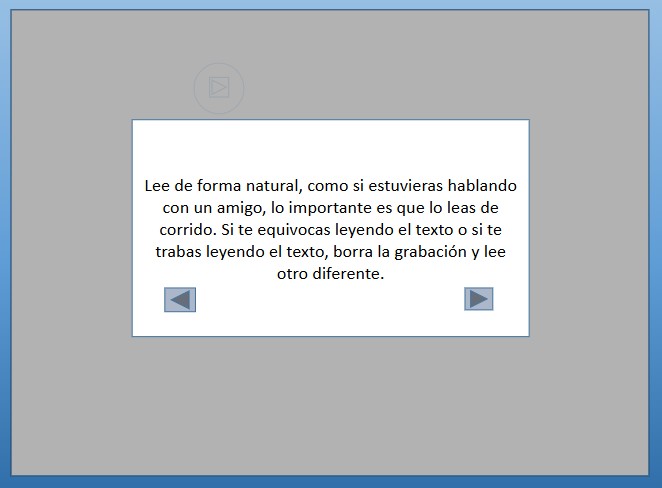 Lee de forma natural, como si estuvieras hablando
con un amigo, lo importante es que lo leas de
corrido. Si te equivocas leyendo el texto o si te
trabas leyendo el texto, borra la grabación y lee
otro diferente.